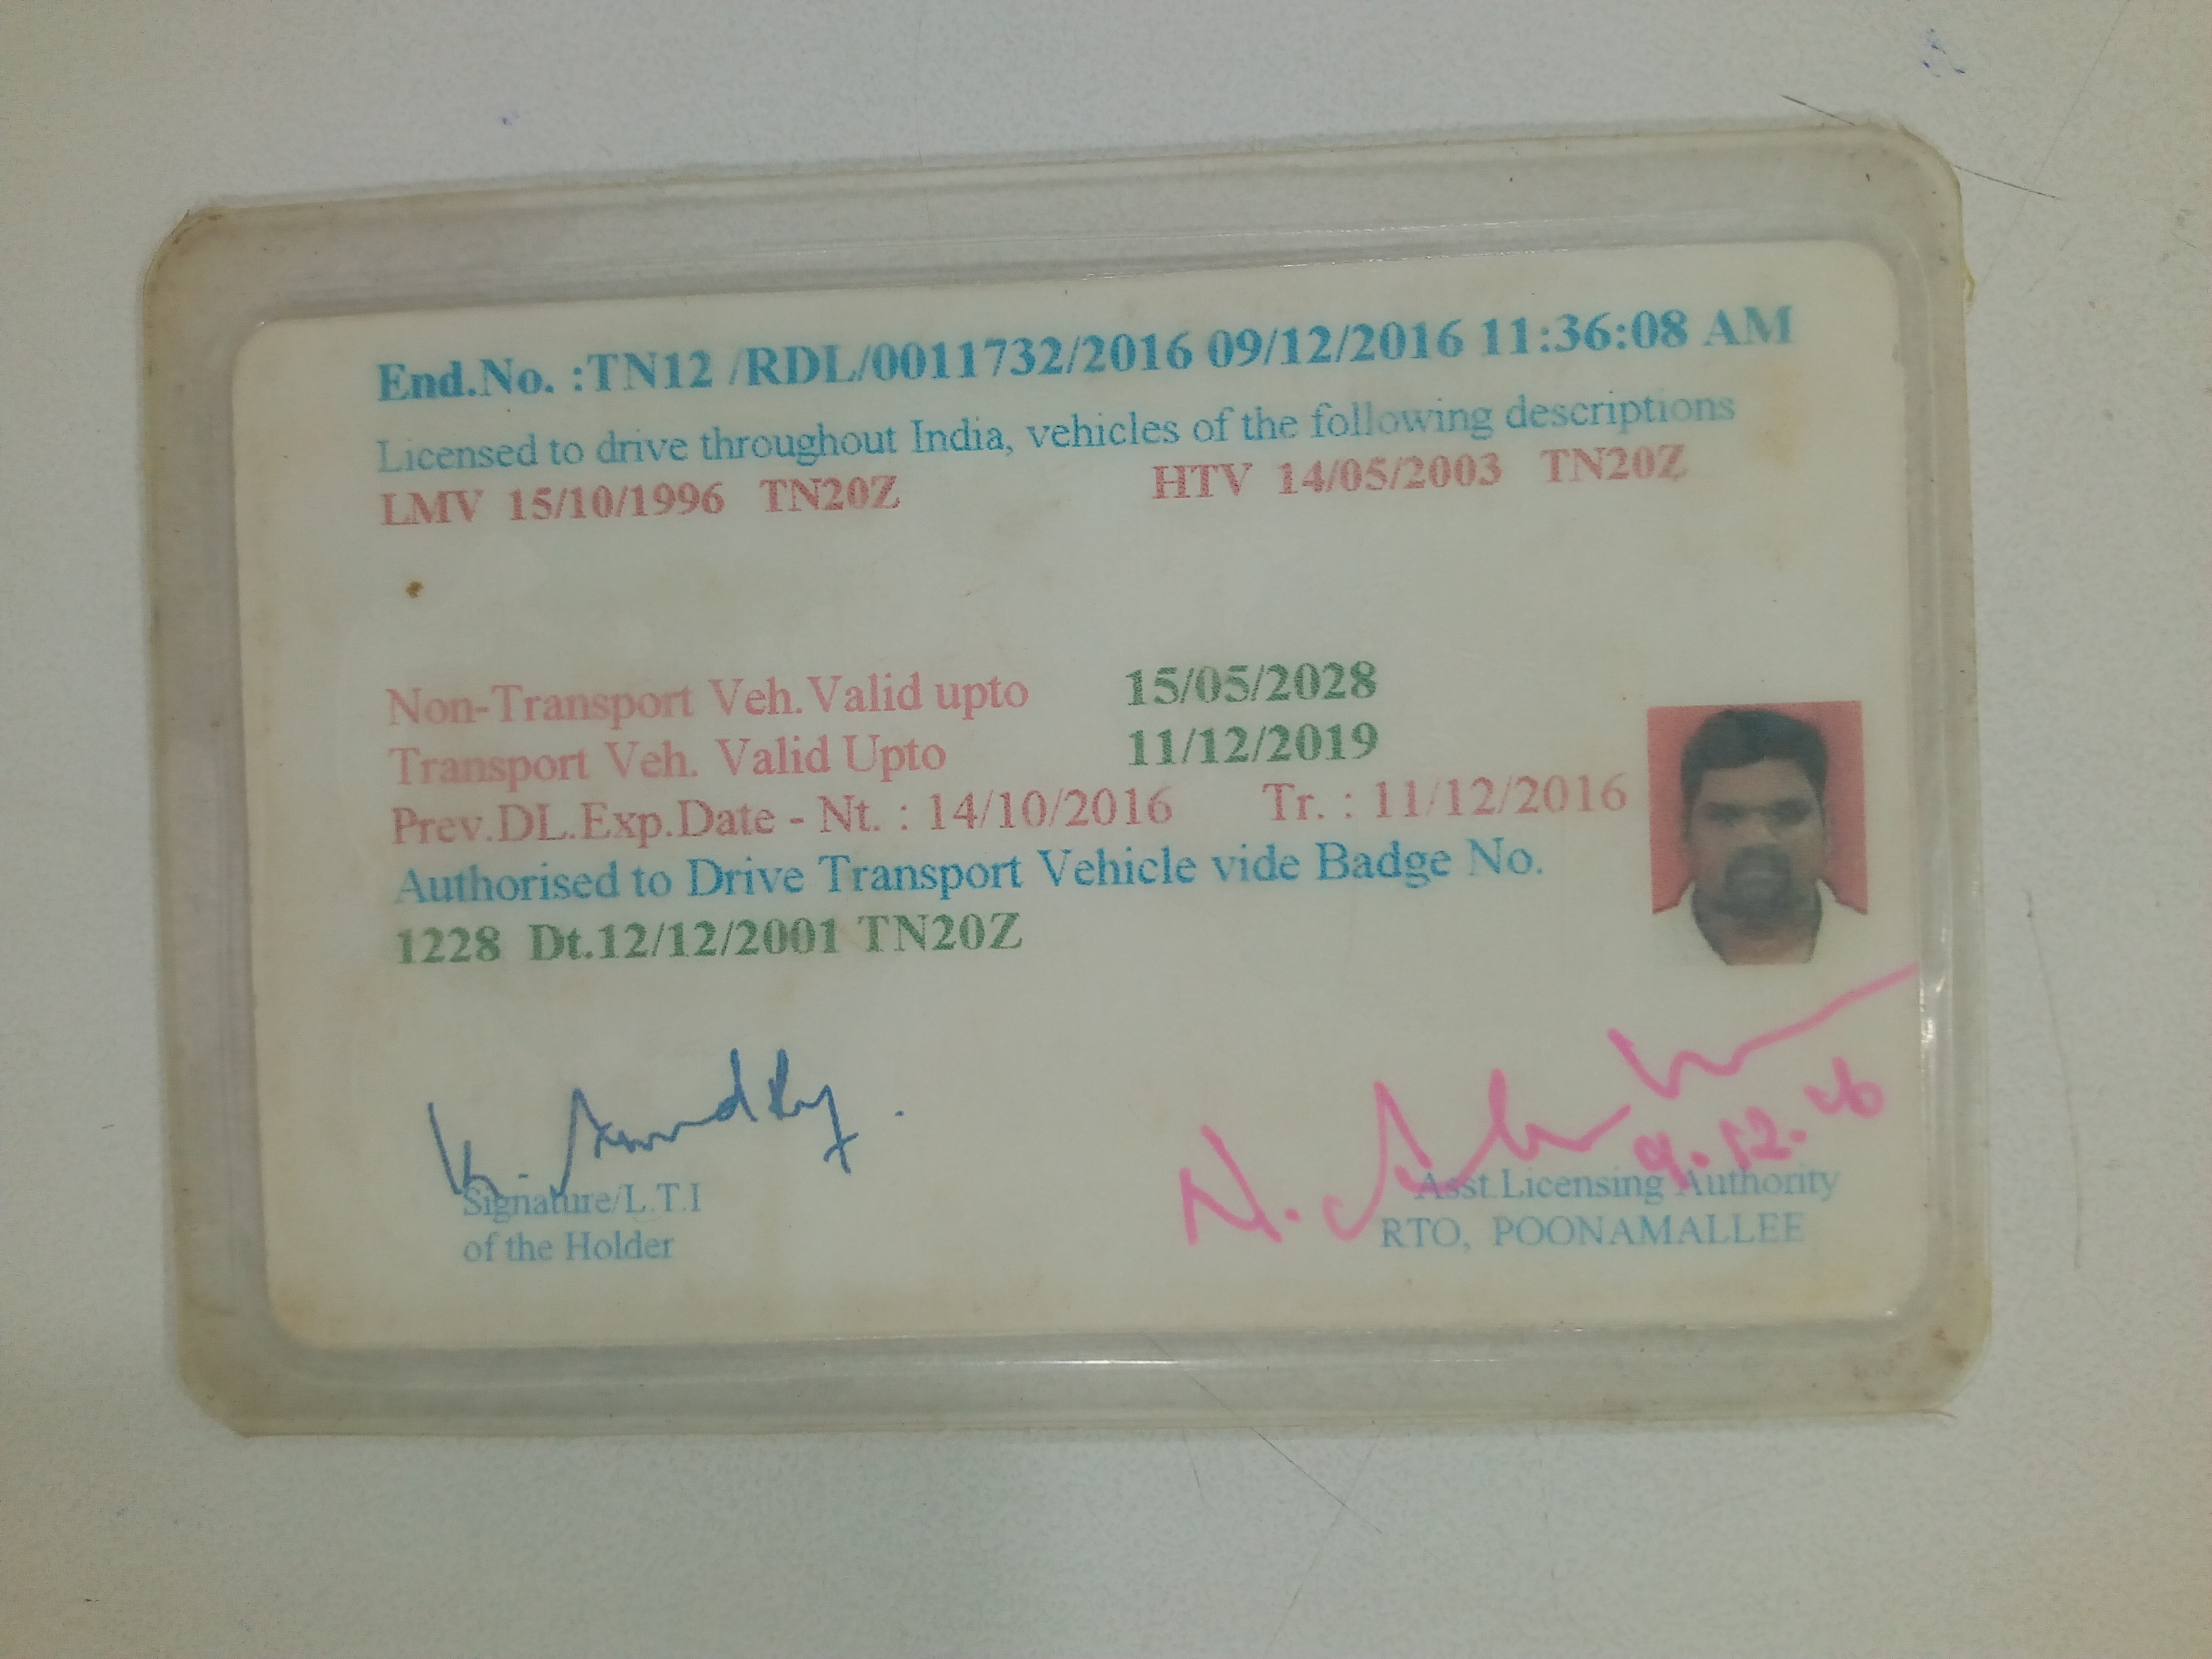 End.No. :TN12 /RDL/0011732/2016 09/12/2016 11:36:08 AM
Licensed to drive throughout India, vehicles of the following descriptions
LMV 15/10/1996 TN20Z HTV 14/05/2003 TN20Z
Non-Transport Veh.Valid upto 15/05/2028
Transport Veh. Valid Upto 11/12/2019
Prev.DL.Exp.Date - Nt. : 14/10/2016 Tr. : 11/12/2016
Authorised to Drive Transport Vehicle vide Badge No.
1228 Dt.12/12/2001 TN20Z
Signature/L.T.I
of the Holder
9.12.16
Asst.Licensing Authority
RTO, POONAMALLEE